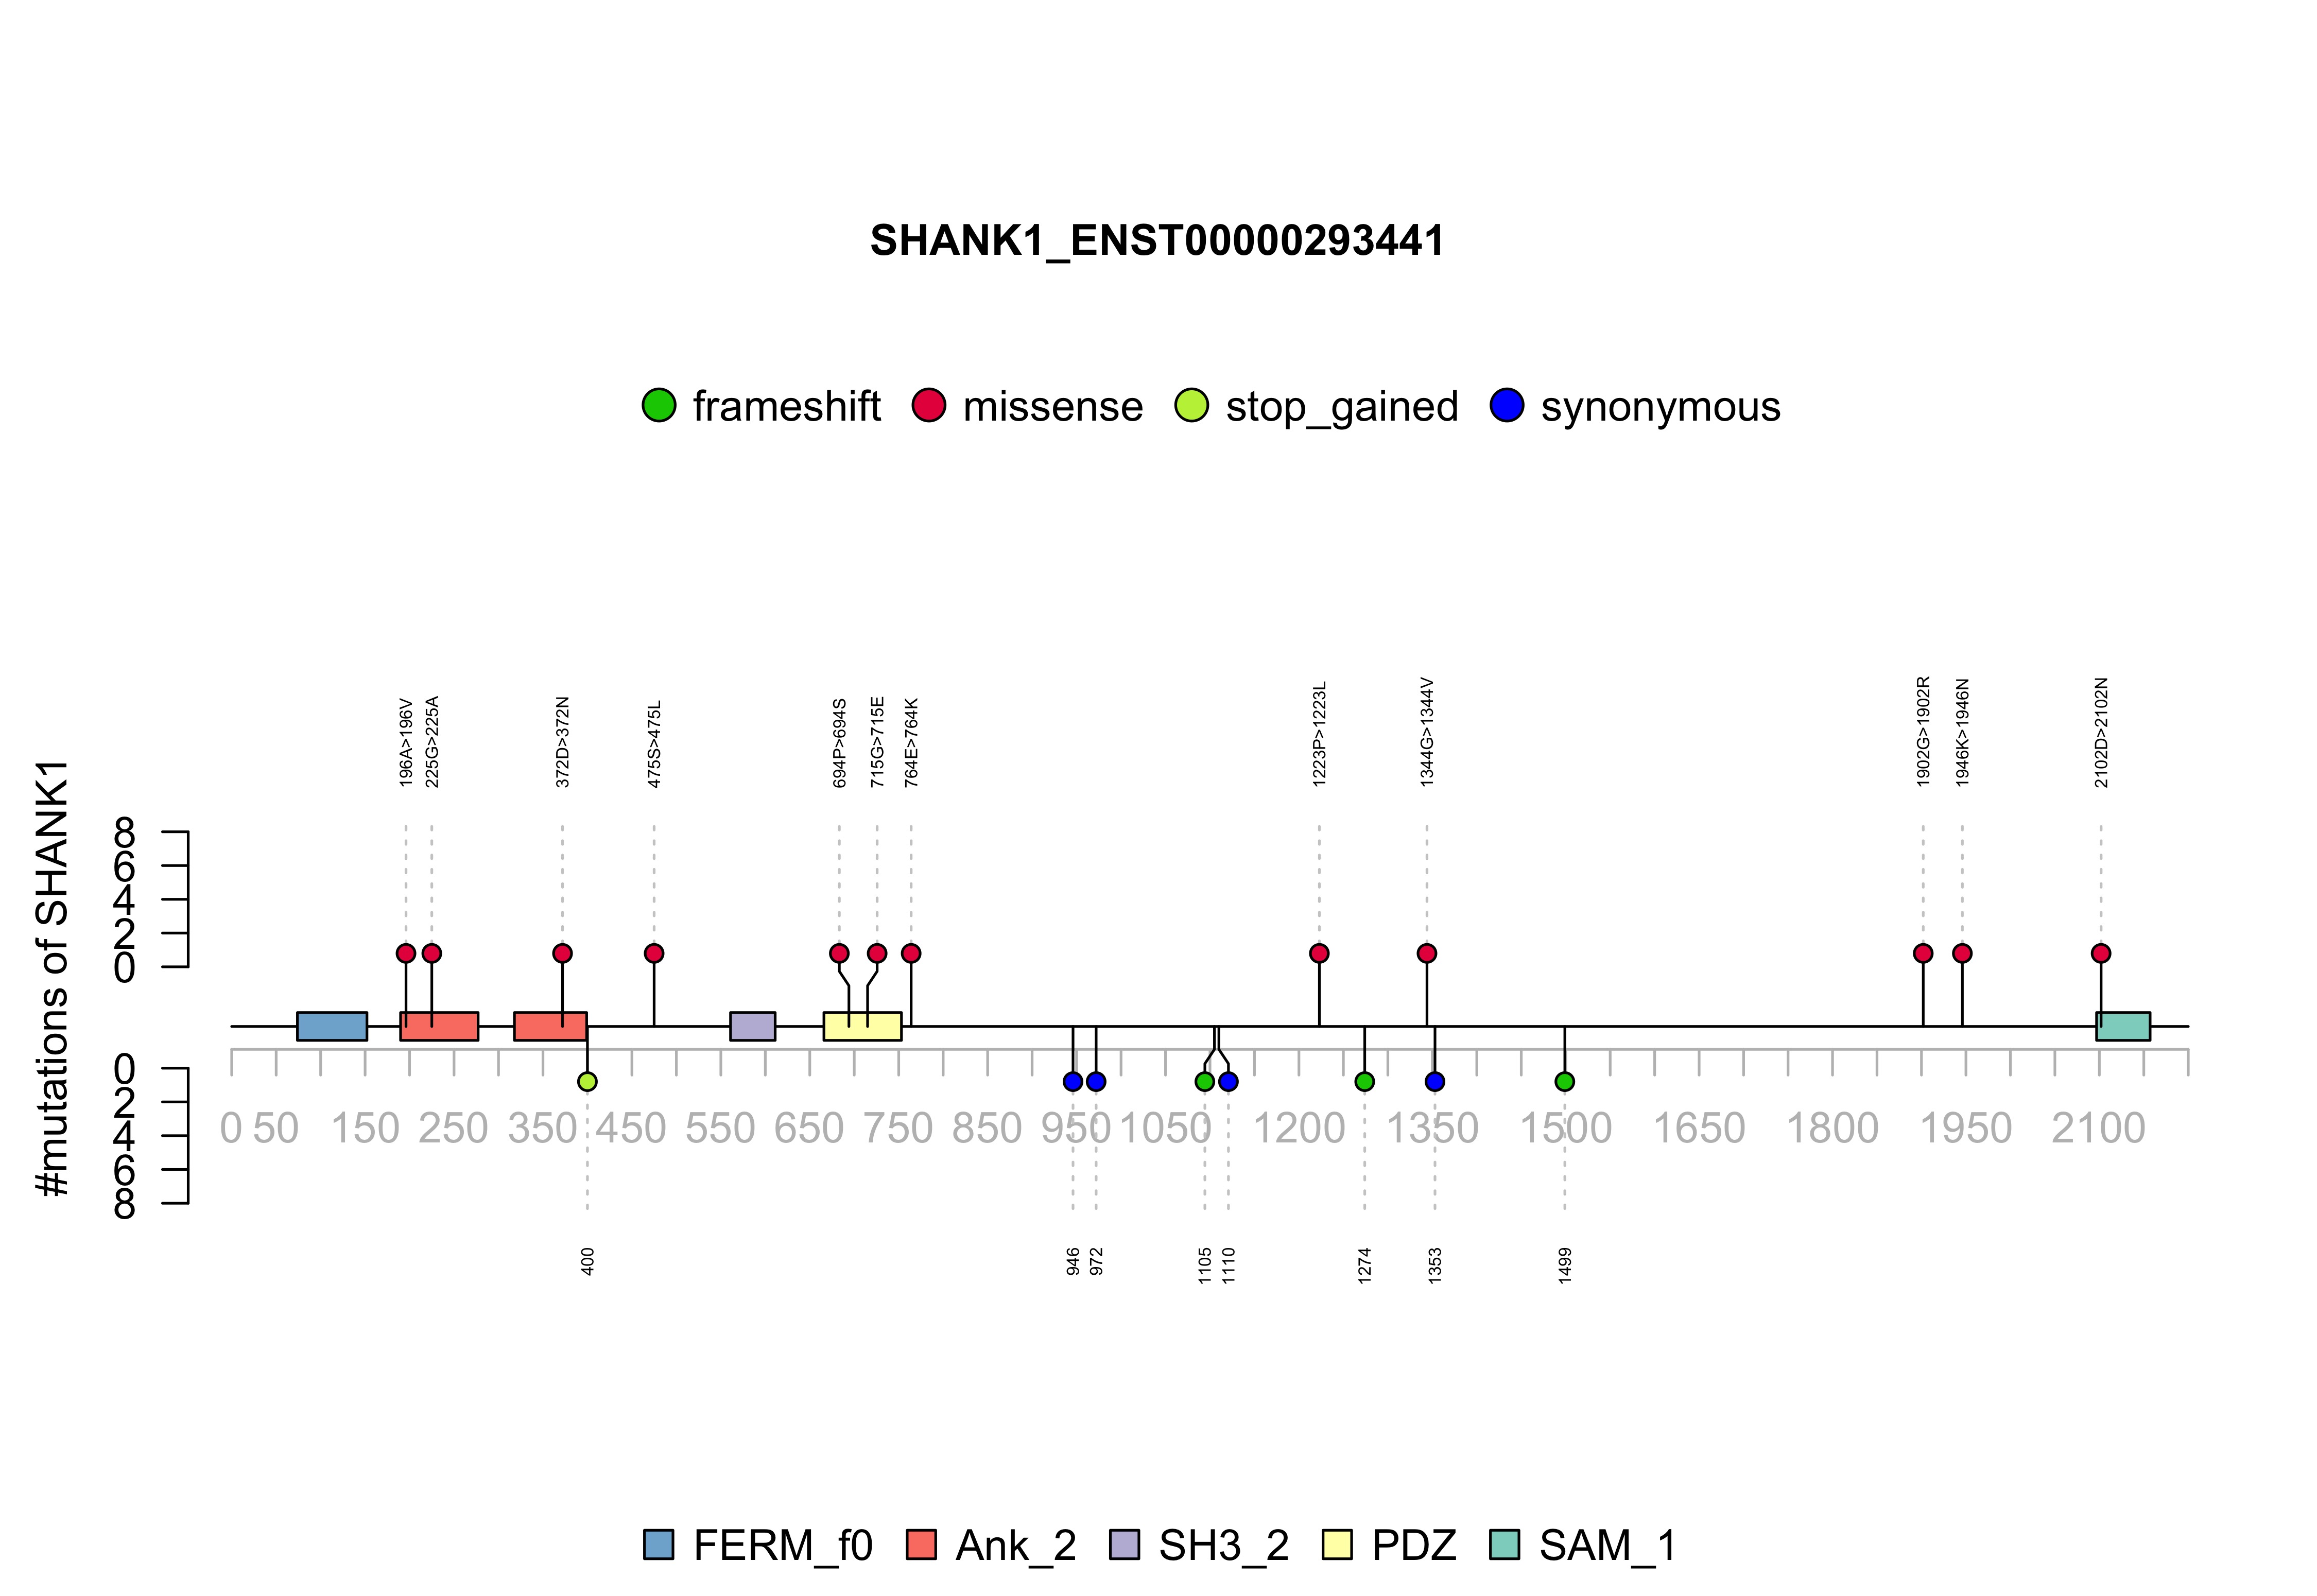 SHANK1_ENST00000293441
frameshift missense stop_gained synonymous
196A>196V 225G>225A 372D>372N 475S>475L 694P>694S 715G>715E 764E>764K 1223P>1223L 1344G>1344V 1902G>1902R 1946K>1946N 2102D>2102N
#mutations of SHANK1
8
6
4
2
0
0
2
4
6
8
0 50 150 250 350 450 550 650 750 850 950 1050 1200 1350 1500 1650 1800 1950 2100
400 946 972 1105 1110 1274 1353 1499
FERM_f0 Ank_2 SH3_2 PDZ SAM_1